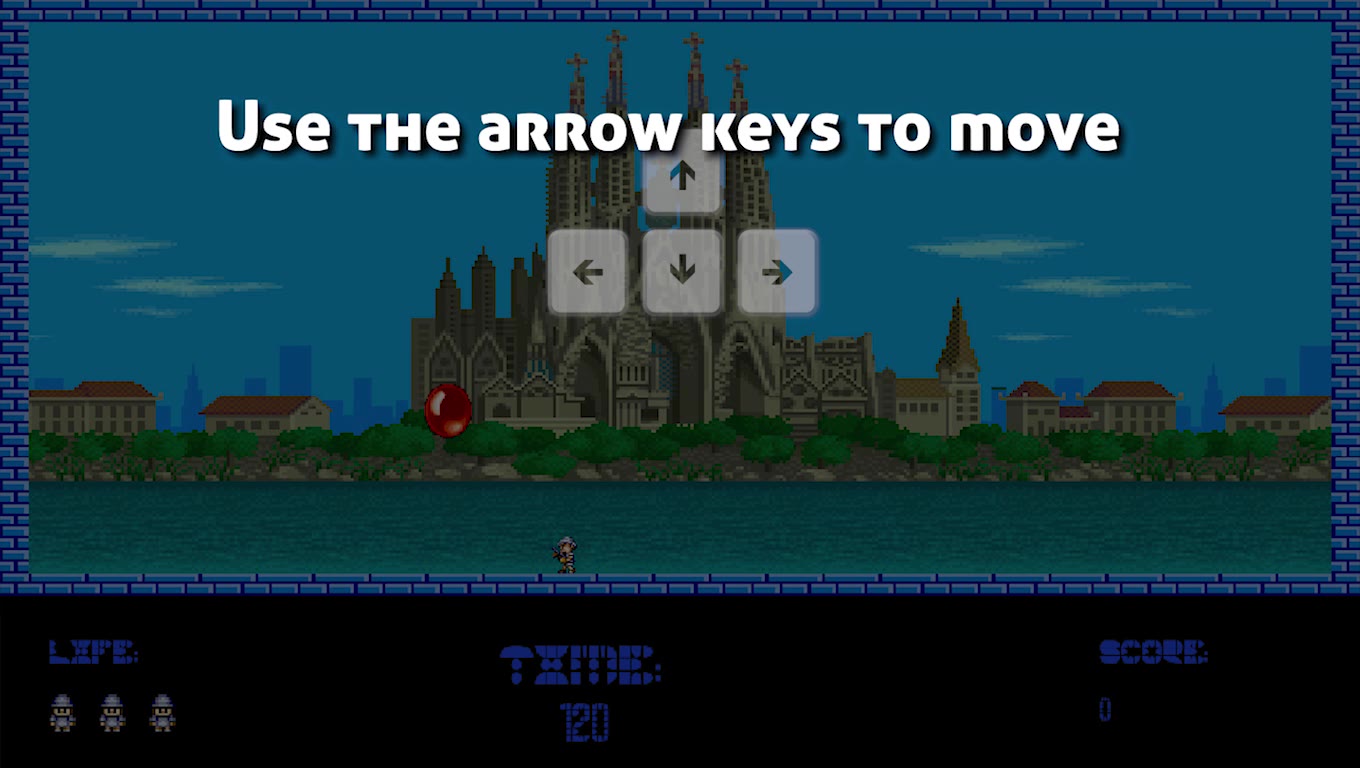 Use the arrow keys to move
↑
← ↓ →
LIFE:
TIME:
SCORE:
120
0